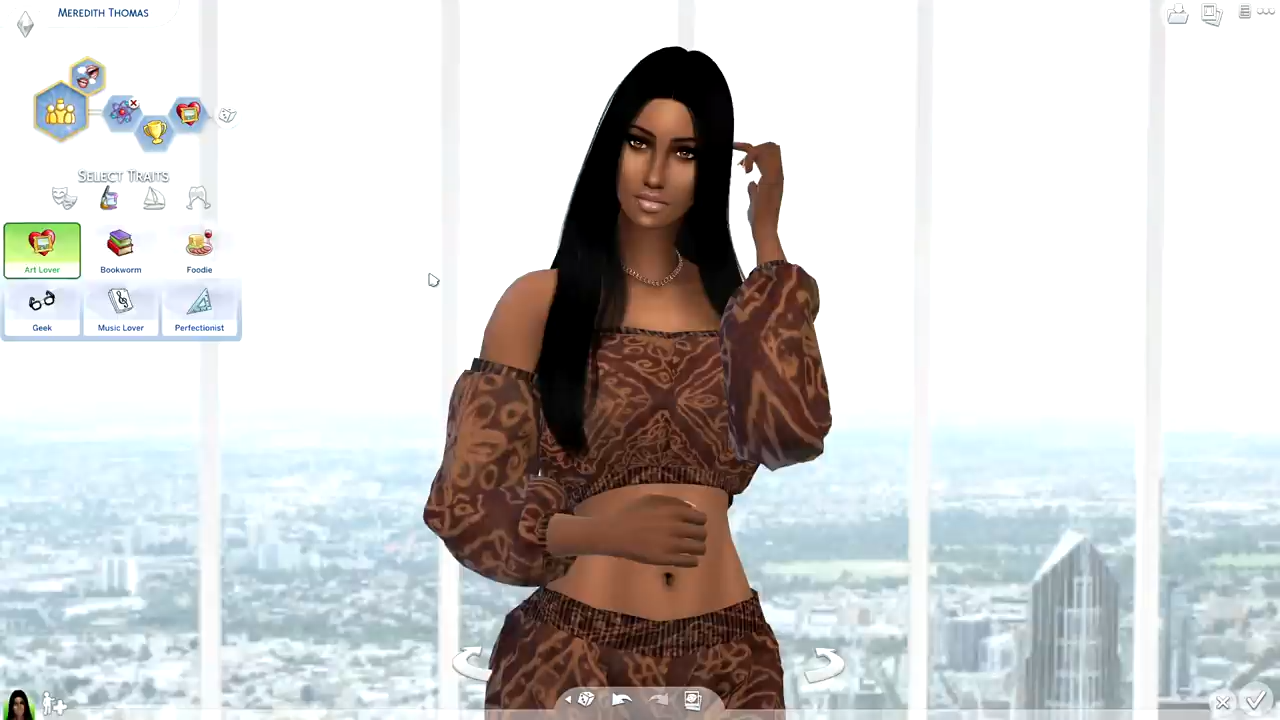 Meredith Thomas
Select Traits
Art Lover
Bookworm
Foodie
Geek
Music Lover
Perfectionist